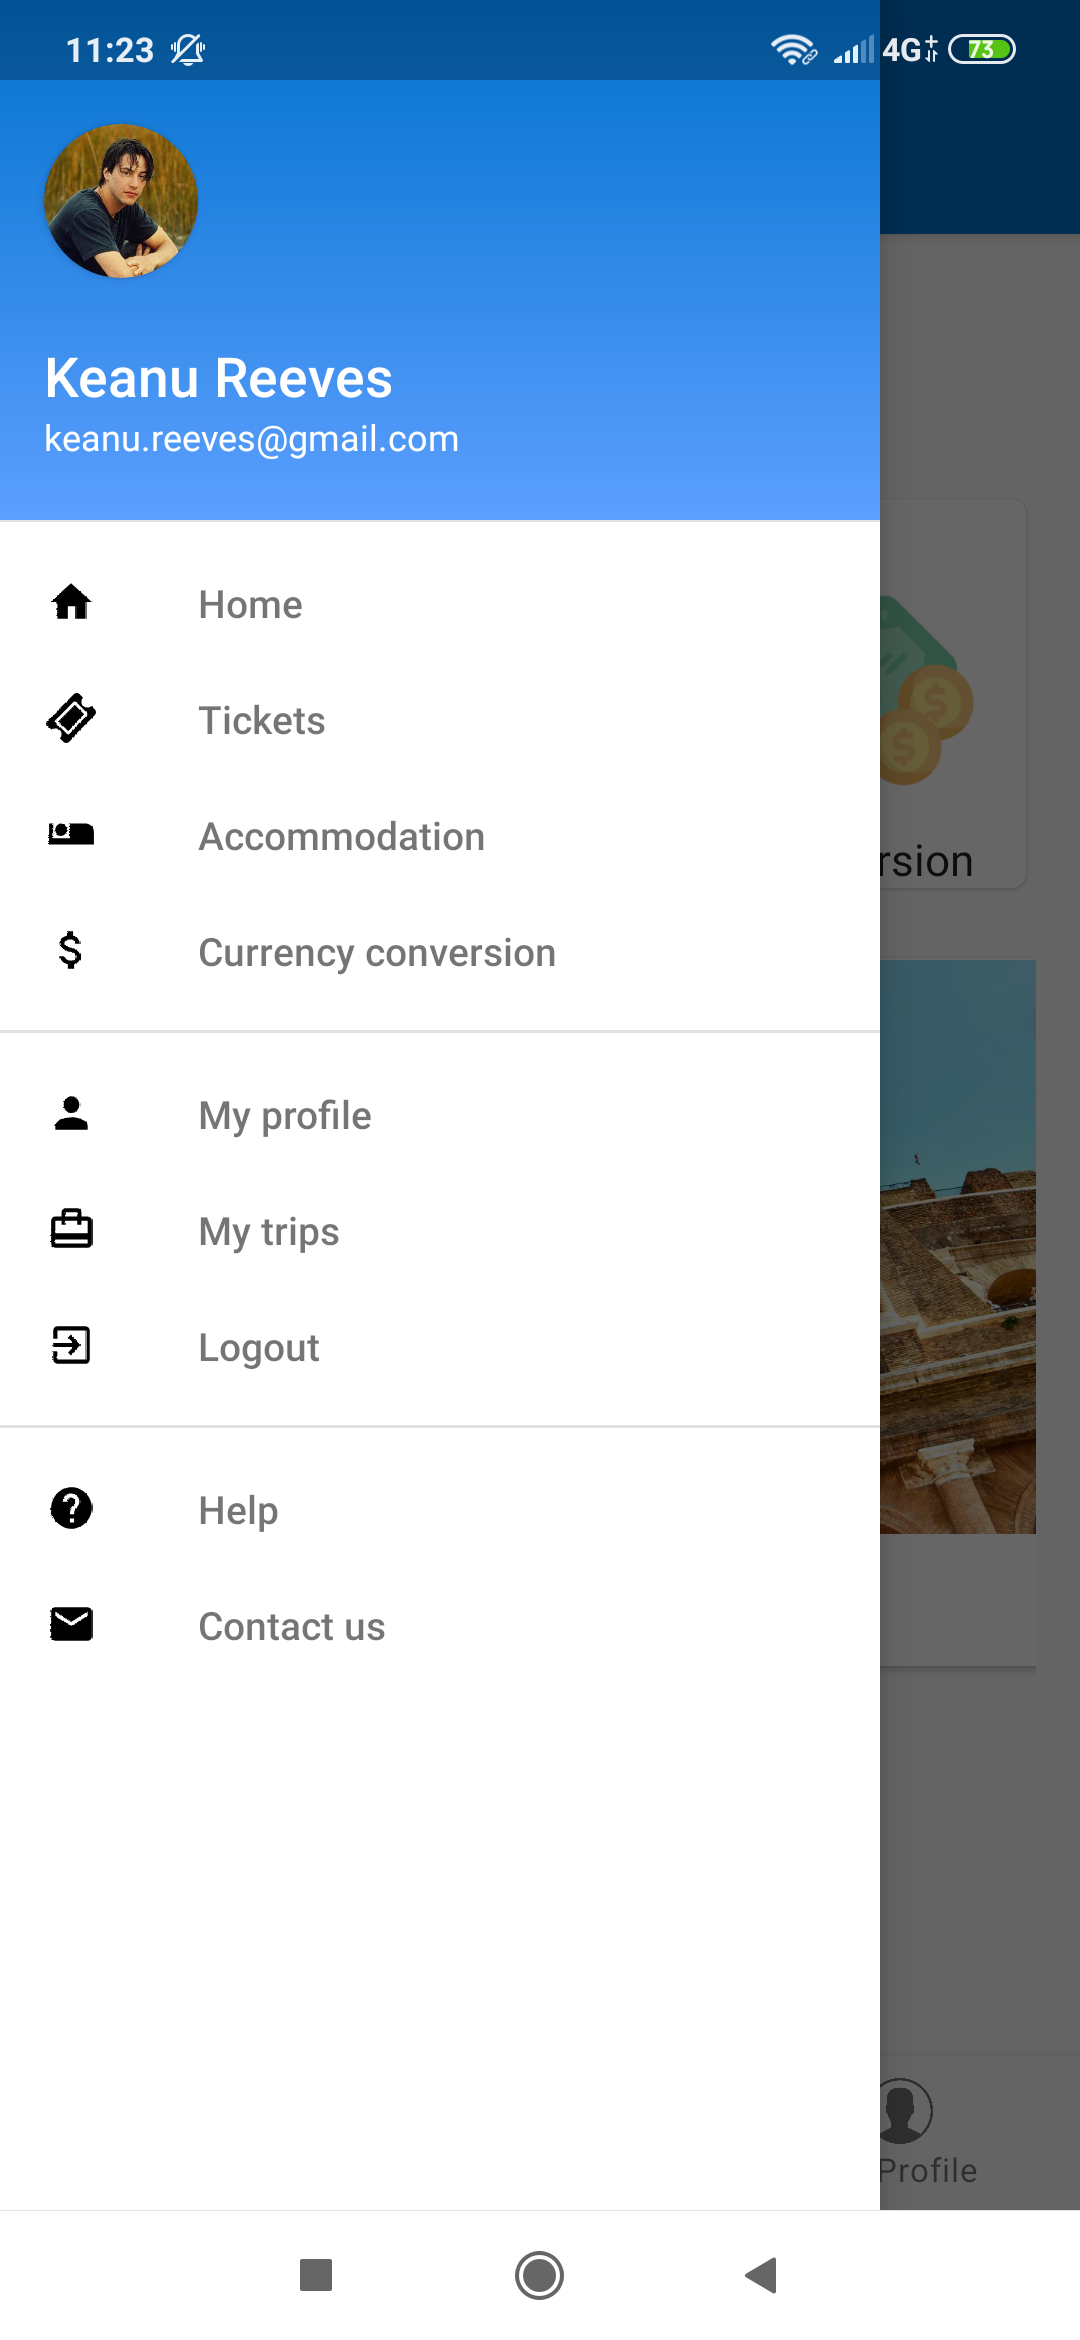 11:23 4G 73
Keanu Reeves
keanu.reeves@gmail.com
Home
Tickets
Accommodation
Currency conversion
rsion
My profile
My trips
Logout
Help
Contact us
Profile